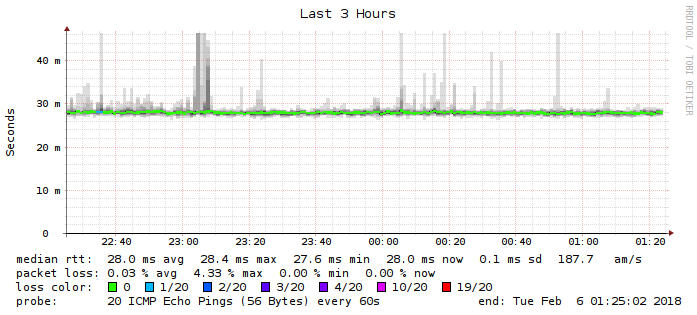 Last 3 Hours
RRDTOOL / TOBI OETIKER
Seconds
40 m
30 m
20 m
10 m
0
22:40 23:00 23:20 23:40 00:00 00:20 00:40 01:00 01:20
median rtt: 28.0 ms avg 28.4 ms max 27.6 ms min 28.0 ms now 0.1 ms sd 187.7 am/s
packet loss: 0.03 % avg 4.33 % max 0.00 % min 0.00 % now
loss color: 0 1/20 2/20 3/20 4/20 10/20 19/20
probe: 20 ICMP Echo Pings (56 Bytes) every 60s end: Tue Feb 6 01:25:02 2018